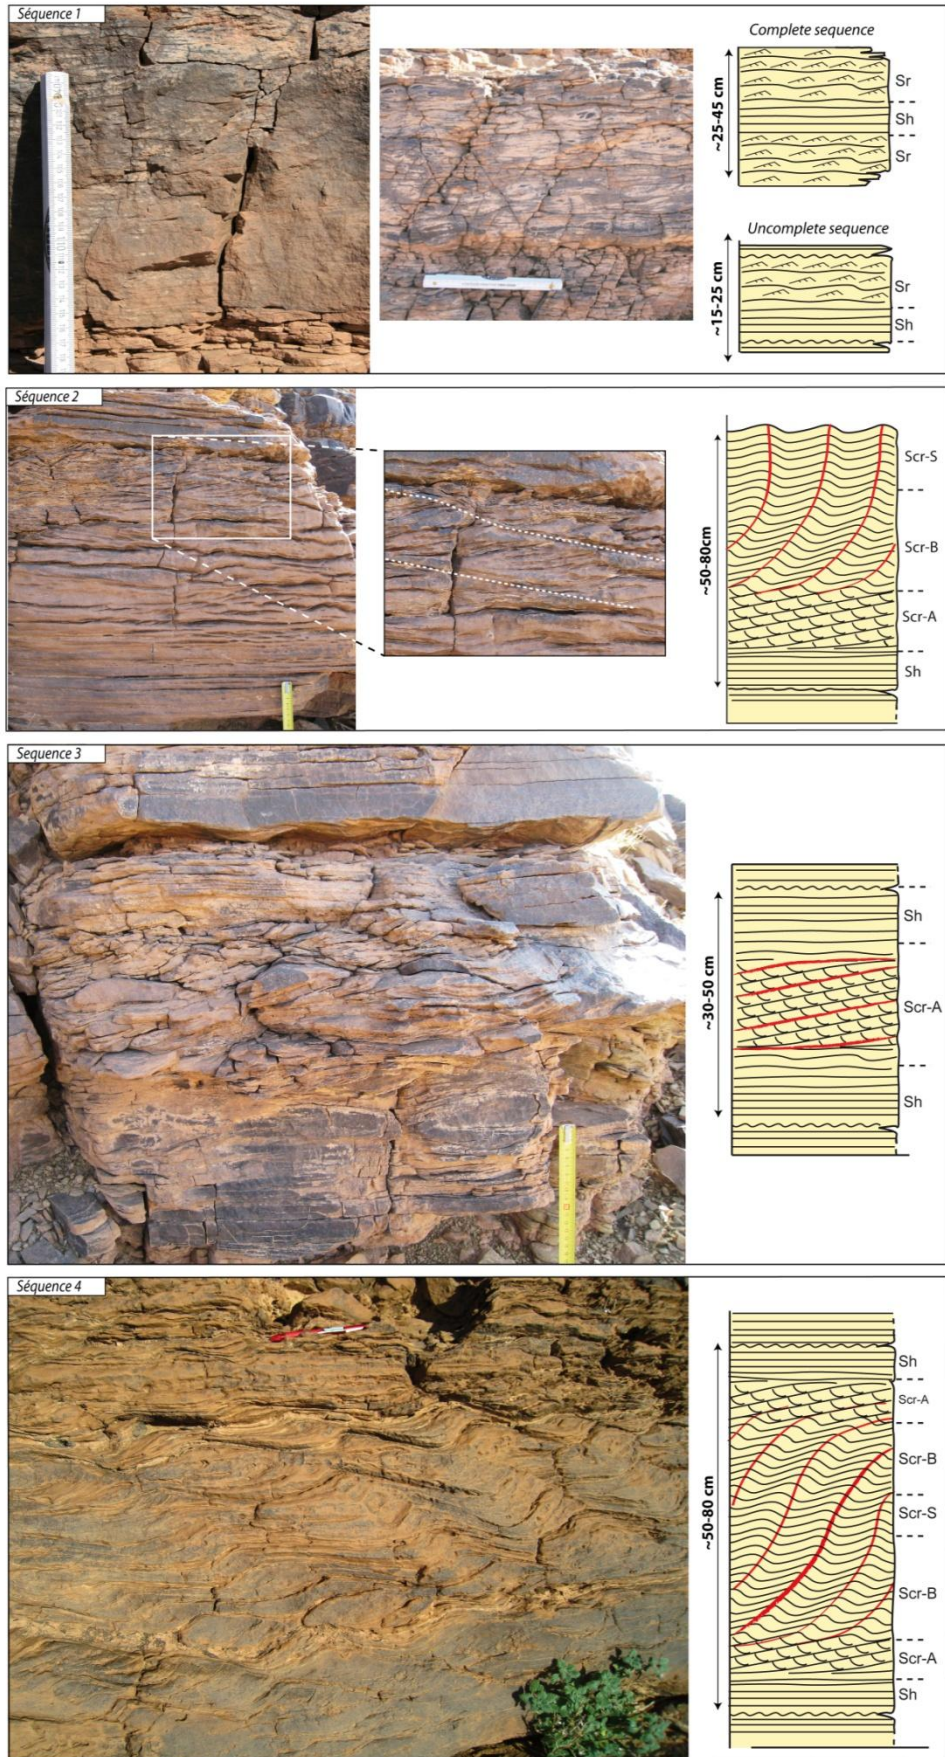 Séquence 1
Complete sequence
~25-45 cm
Sr
Sh
Sr
Uncomplete sequence
~15-25 cm
Sr
Sh
Séquence 2
~50-80cm
Scr-S
Scr-B
Scr-A
Sh
Sequence 3
~30-50 cm
Sh
Scr-A
Sh
Séquence 4
~50-80 cm
Sh
Scr-A
Scr-B
Scr-S
Scr-B
Scr-A
Sh